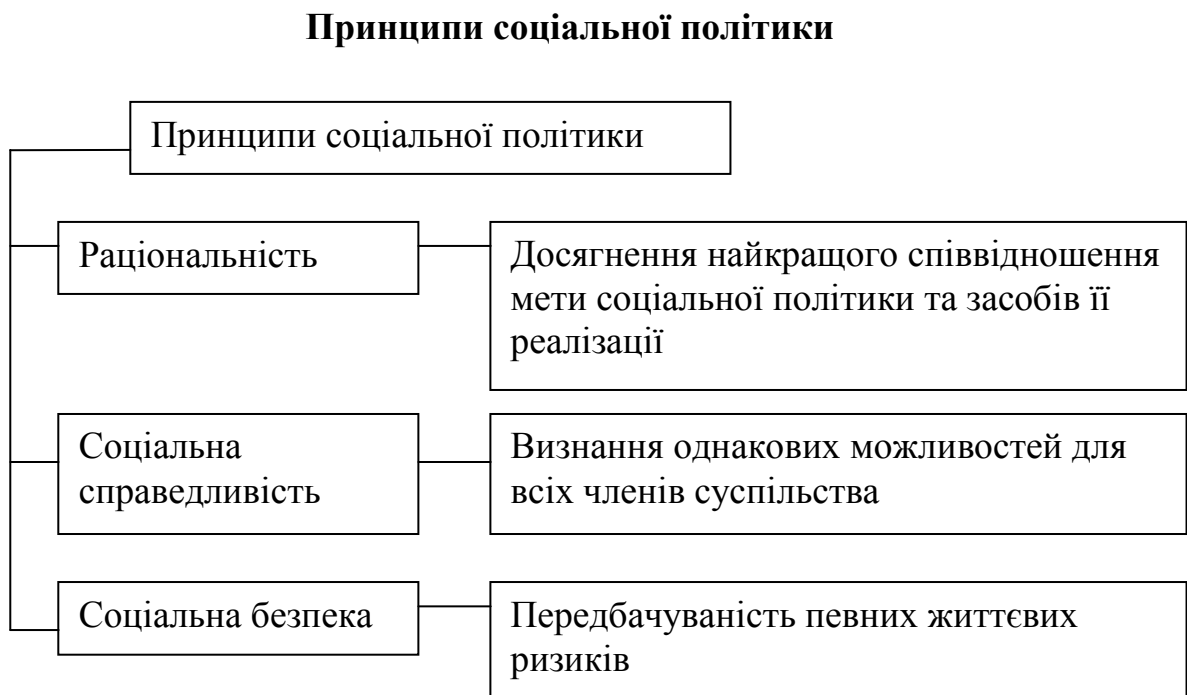 Принципи соціальної політики
Принципи соціальної політики
Раціональність
Досягнення найкращого співвідношення
мети соціальної політики та засобів її
реалізації
Соціальна
справедливість
Визнання однакових можливостей для
всіх членів суспільства
Соціальна безпека
Передбачуваність певних життєвих
ризиків